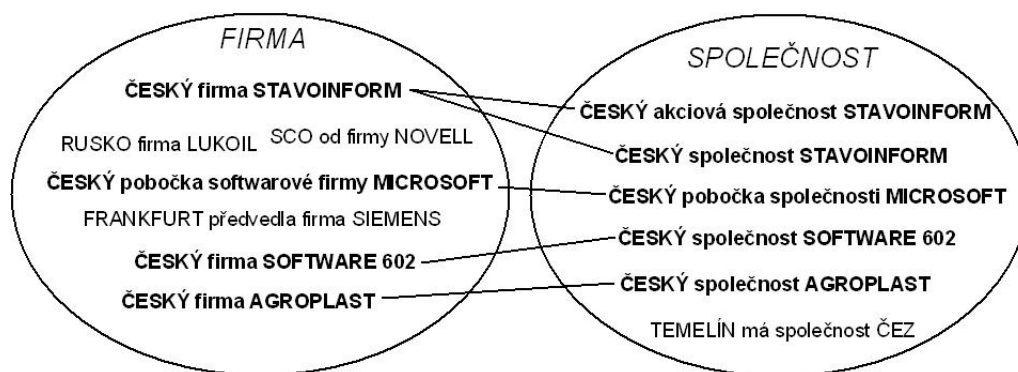 FIRMA
ČESKÝ firma STAVOINFORM
RUSKO firma LUKOIL
SCO od firmy NOVELL
ČESKÝ pobočka softwarové firmy MICROSOFT
FRANKFURT předvedla firma SIEMENS
ČESKÝ firma SOFTWARE 602
ČESKÝ firma AGROPLAST
SPOLEČNOST
ČESKÝ akciová společnost STAVOINFORM
ČESKÝ společnost STAVOINFORM
ČESKÝ pobočka společnosti MICROSOFT
ČESKÝ společnost SOFTWARE 602
ČESKÝ společnost AGROPLAST
TEMELÍN má společnost ČEZ